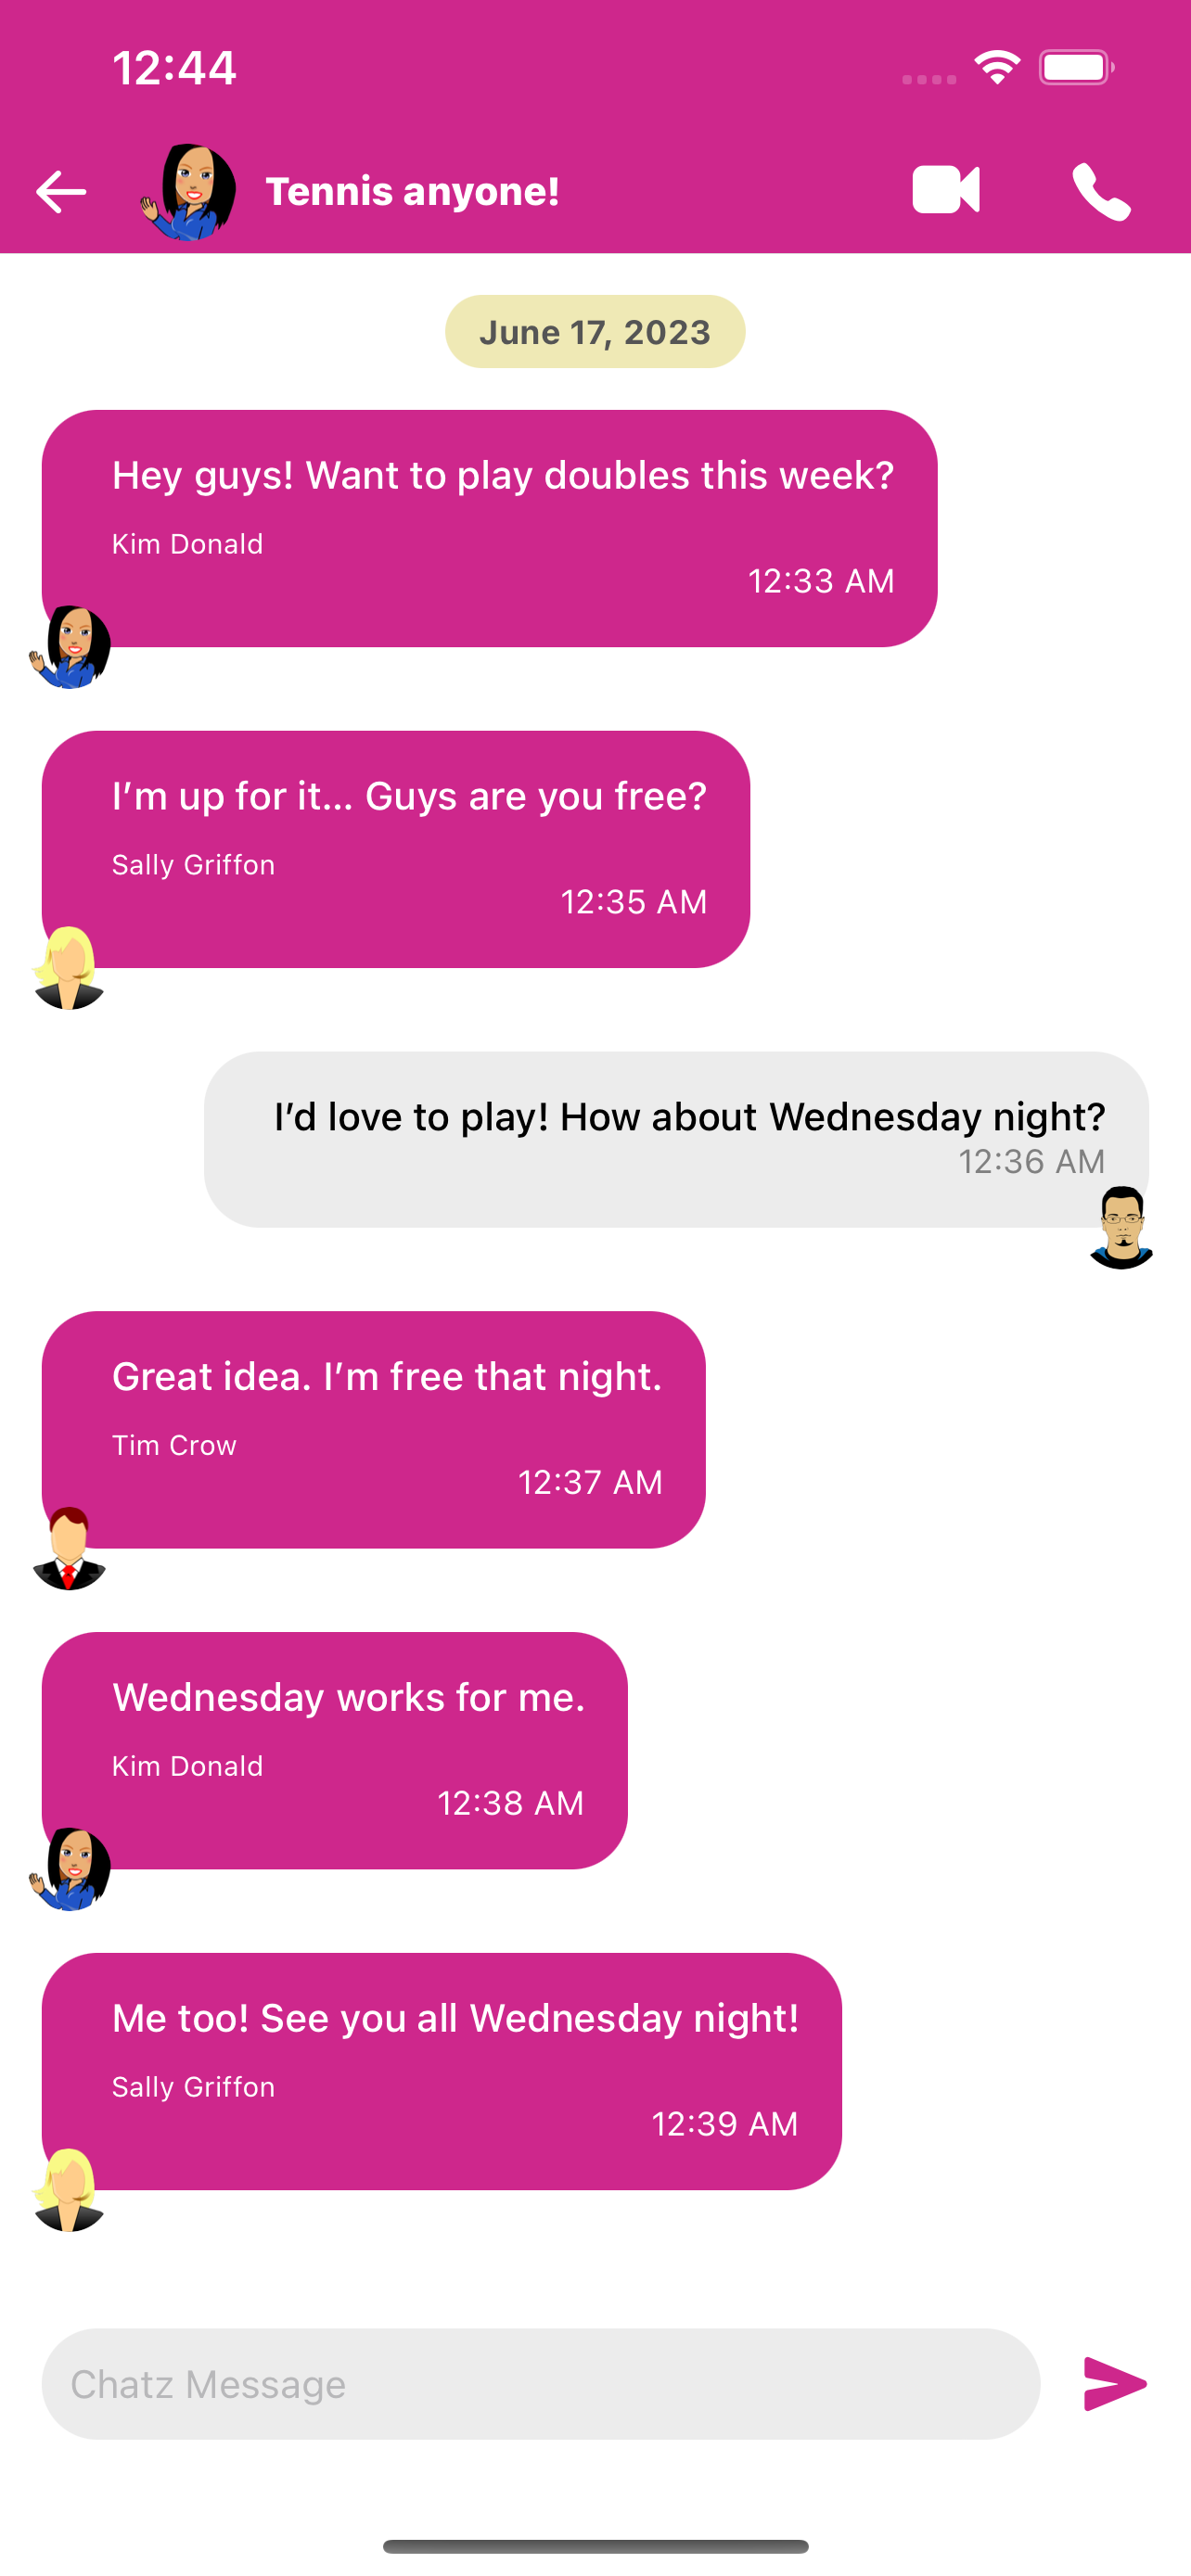 12:44
Tennis anyone!
June 17, 2023
Hey guys! Want to play doubles this week?
Kim Donald
12:33 AM
I’m up for it... Guys are you free?
Sally Griffon
12:35 AM
I’d love to play! How about Wednesday night?
12:36 AM
Great idea. I’m free that night.
Tim Crow
12:37 AM
Wednesday works for me.
Kim Donald
12:38 AM
Me too! See you all Wednesday night!
Sally Griffon
12:39 AM
Chatz Message